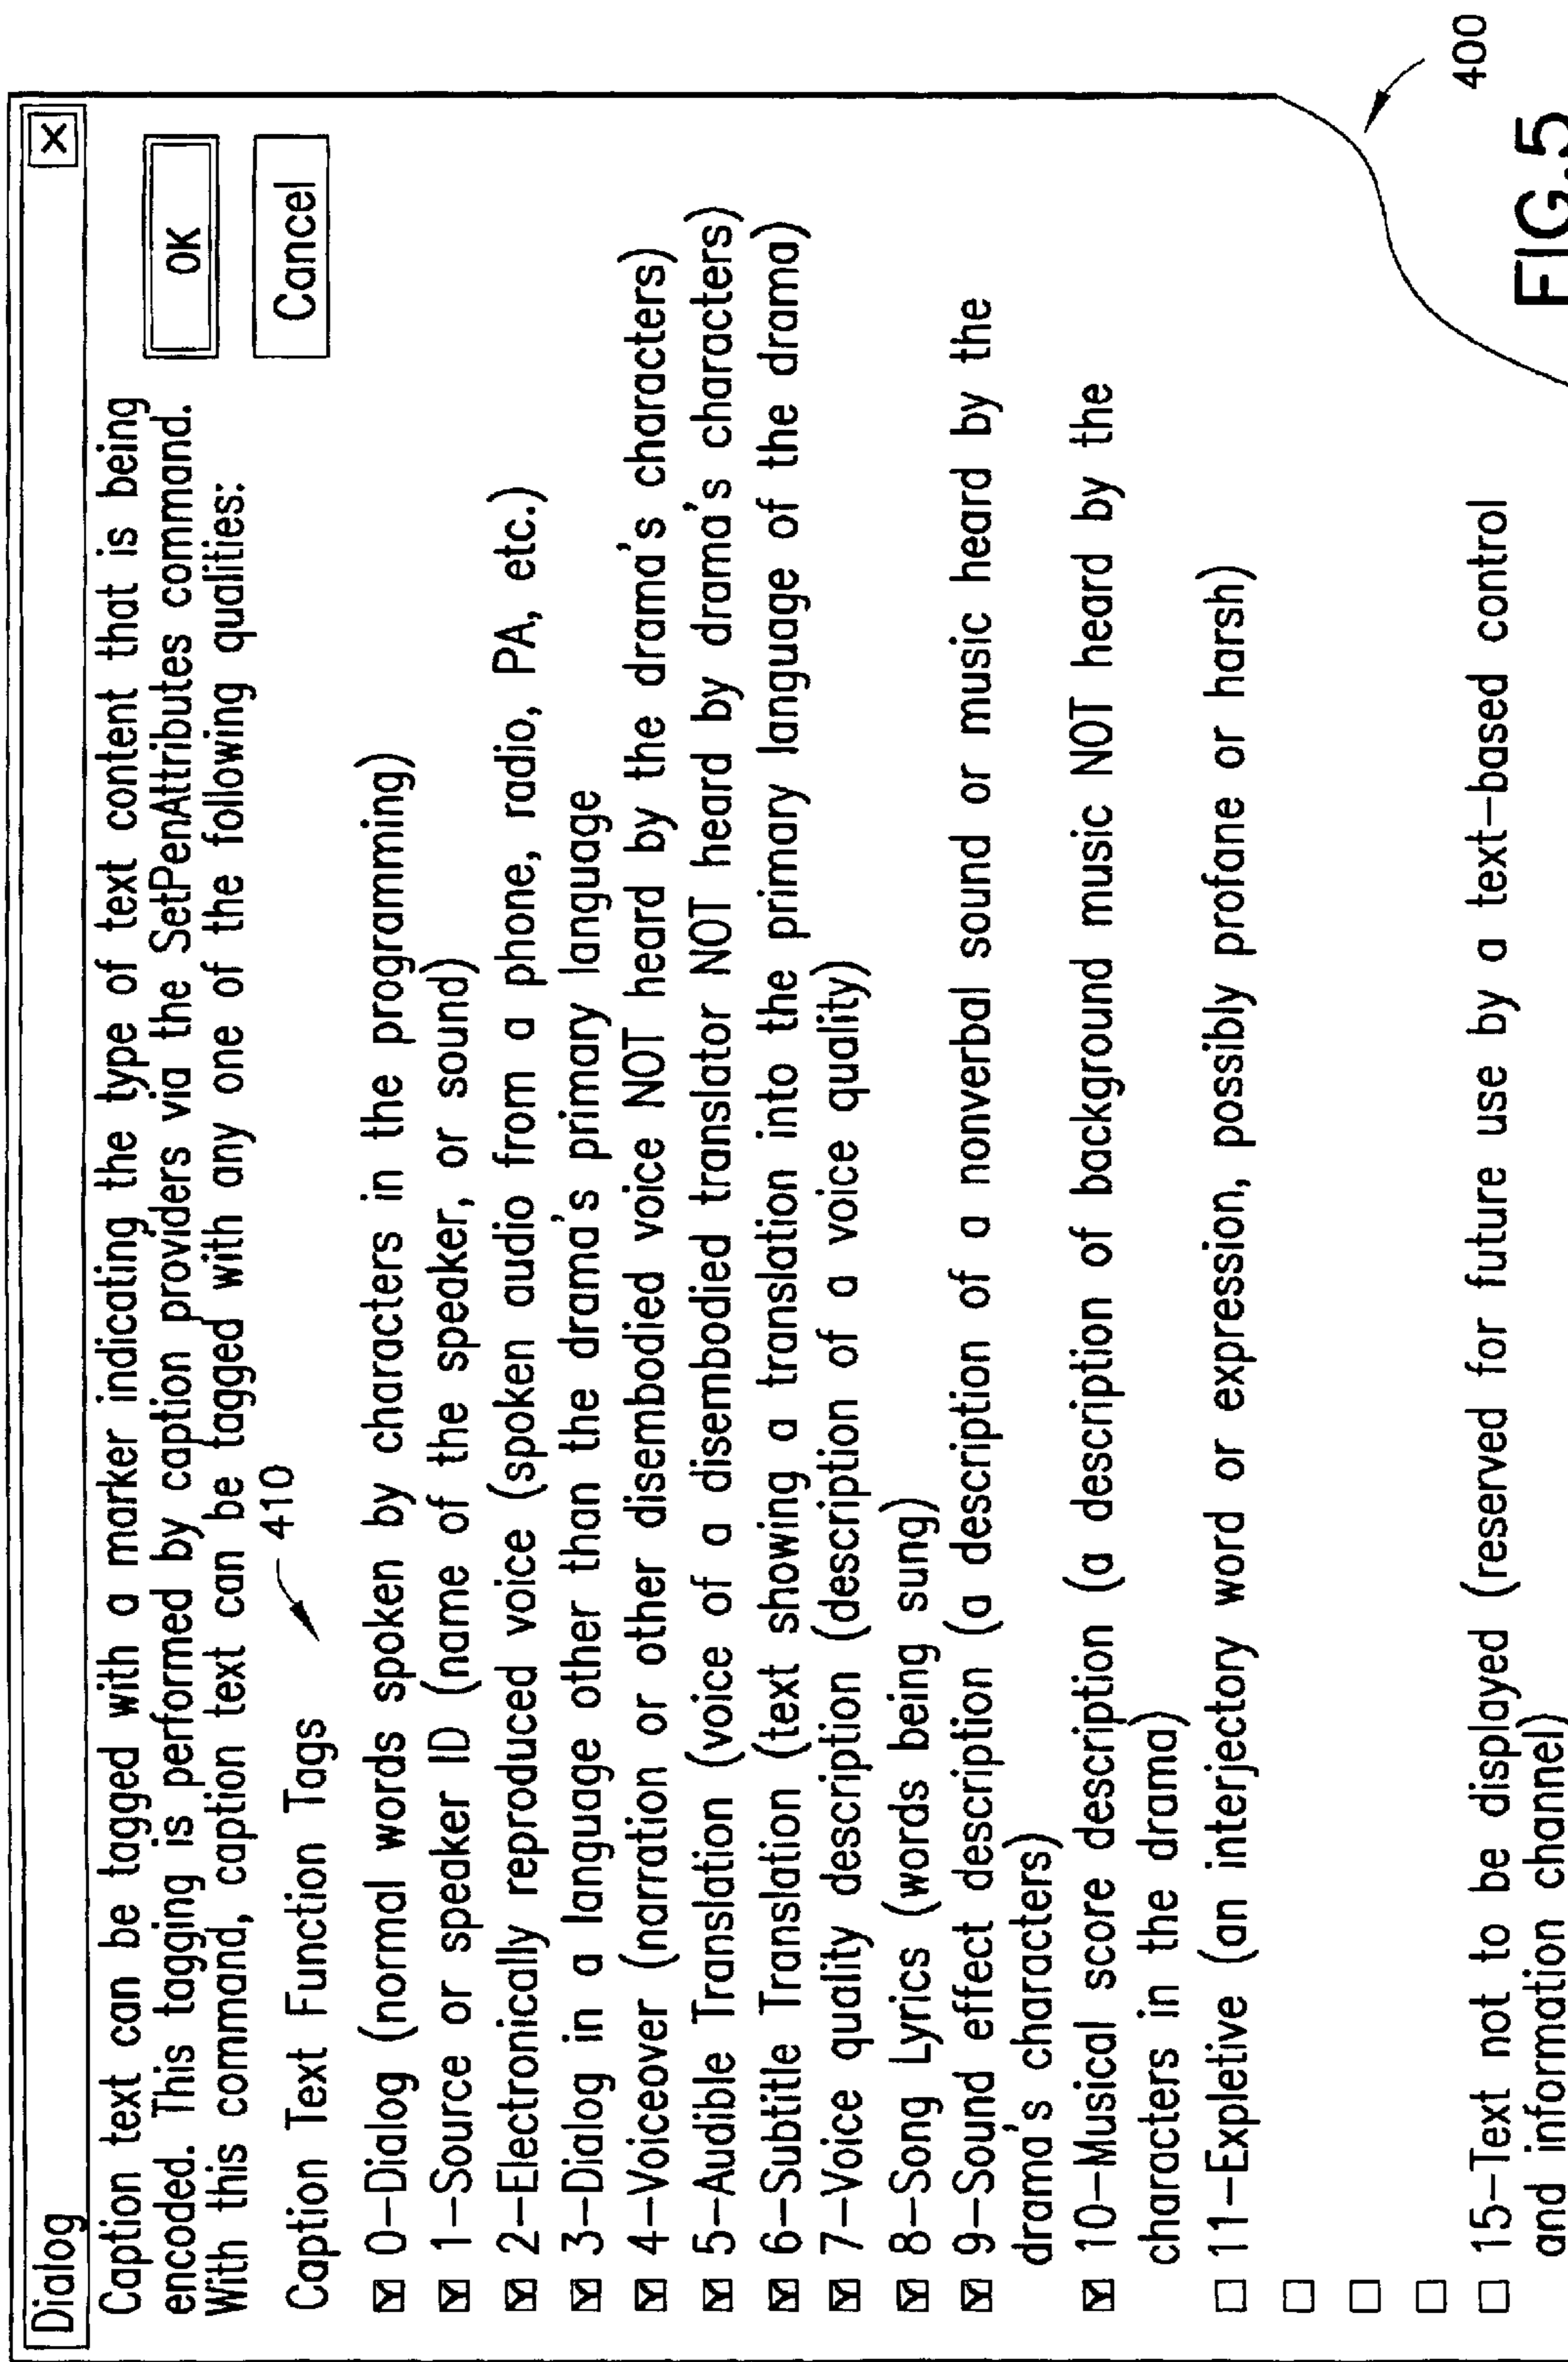 Dialog
X
Caption text can be tagged with a marker indicating the type of text content that is being
encoded. This tagging is performed by caption providers via the SetPenAttributes command.
With this command, caption text can be tagged with any one of the following qualities:
OK
Cancel
Caption Text Function Tags
410
0-Dialog (normal words spoken by characters in the programming)
1-Source or speaker ID (name of the speaker, or sound)
2-Electronically reproduced voice (spoken audio from a phone, radio, PA, etc.)
3-Dialog in a language other than the drama's primary language
4-Voiceover (narration or other disembodied voice NOT heard by the drama's characters)
5-Audible Translation (voice of a disembodied translator NOT heard by drama's characters)
6-Subtitle Translation (text showing a translation into the primary language of the drama)
7-Voice quality description (description of a voice quality)
8-Song Lyrics (words being sung)
9-Sound effect description (a description of a nonverbal sound or music heard by the
drama's characters)
10-Musical score description (a description of background music NOT heard by the
characters in the drama)
11-Expletive (an interjectory word or expression, possibly profane or harsh)
15-Text not to be displayed (reserved for future use by a text-based control
and information channel)
400
FIG.5